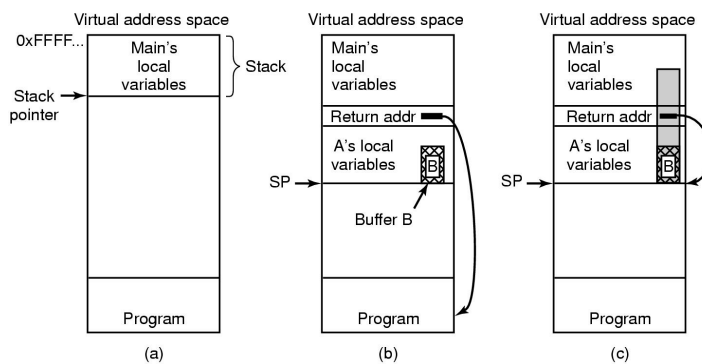 Virtual address space
0xFFFF...
Main's
local
variables
Stack
Stack
pointer
Program
(a)
Virtual address space
Main's
local
variables
Return addr
A's local
variables
B
SP
Buffer B
Program
(b)
Virtual address space
Main's
local
variables
Return addr
A's local
variables
B
SP
Program
(c)